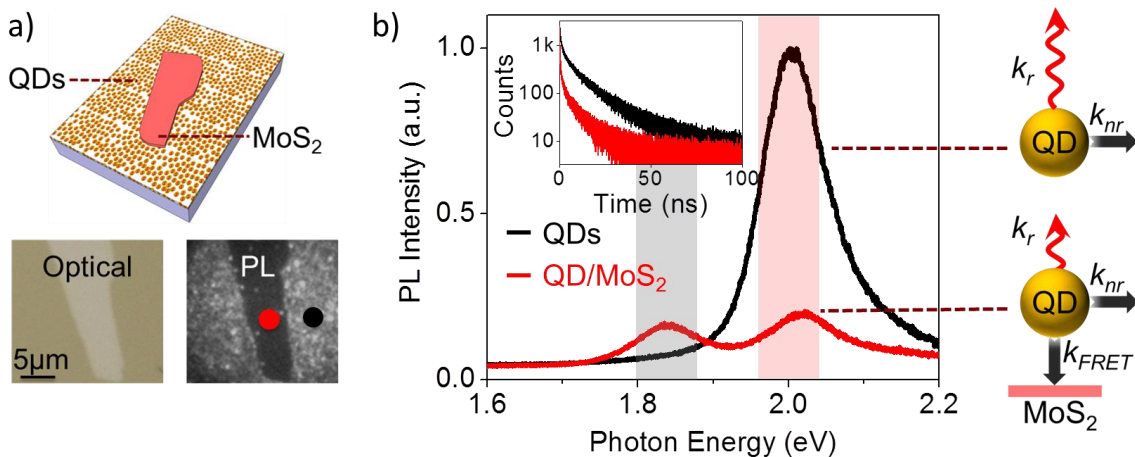 a)
QDs
MoS₂
Optical
5µm
PL
b)
PL Intensity (a.u.)
1.0
0.5
0.0
1.6
1.8
2.0
2.2
Photon Energy (eV)
QDs
QD/MoS₂
Counts
1k
100
10
0
50
100
Time (ns)
kᵣ
QD
kₙᵣ
kᵣ
QD
kₙᵣ
k_FRET
MoS₂